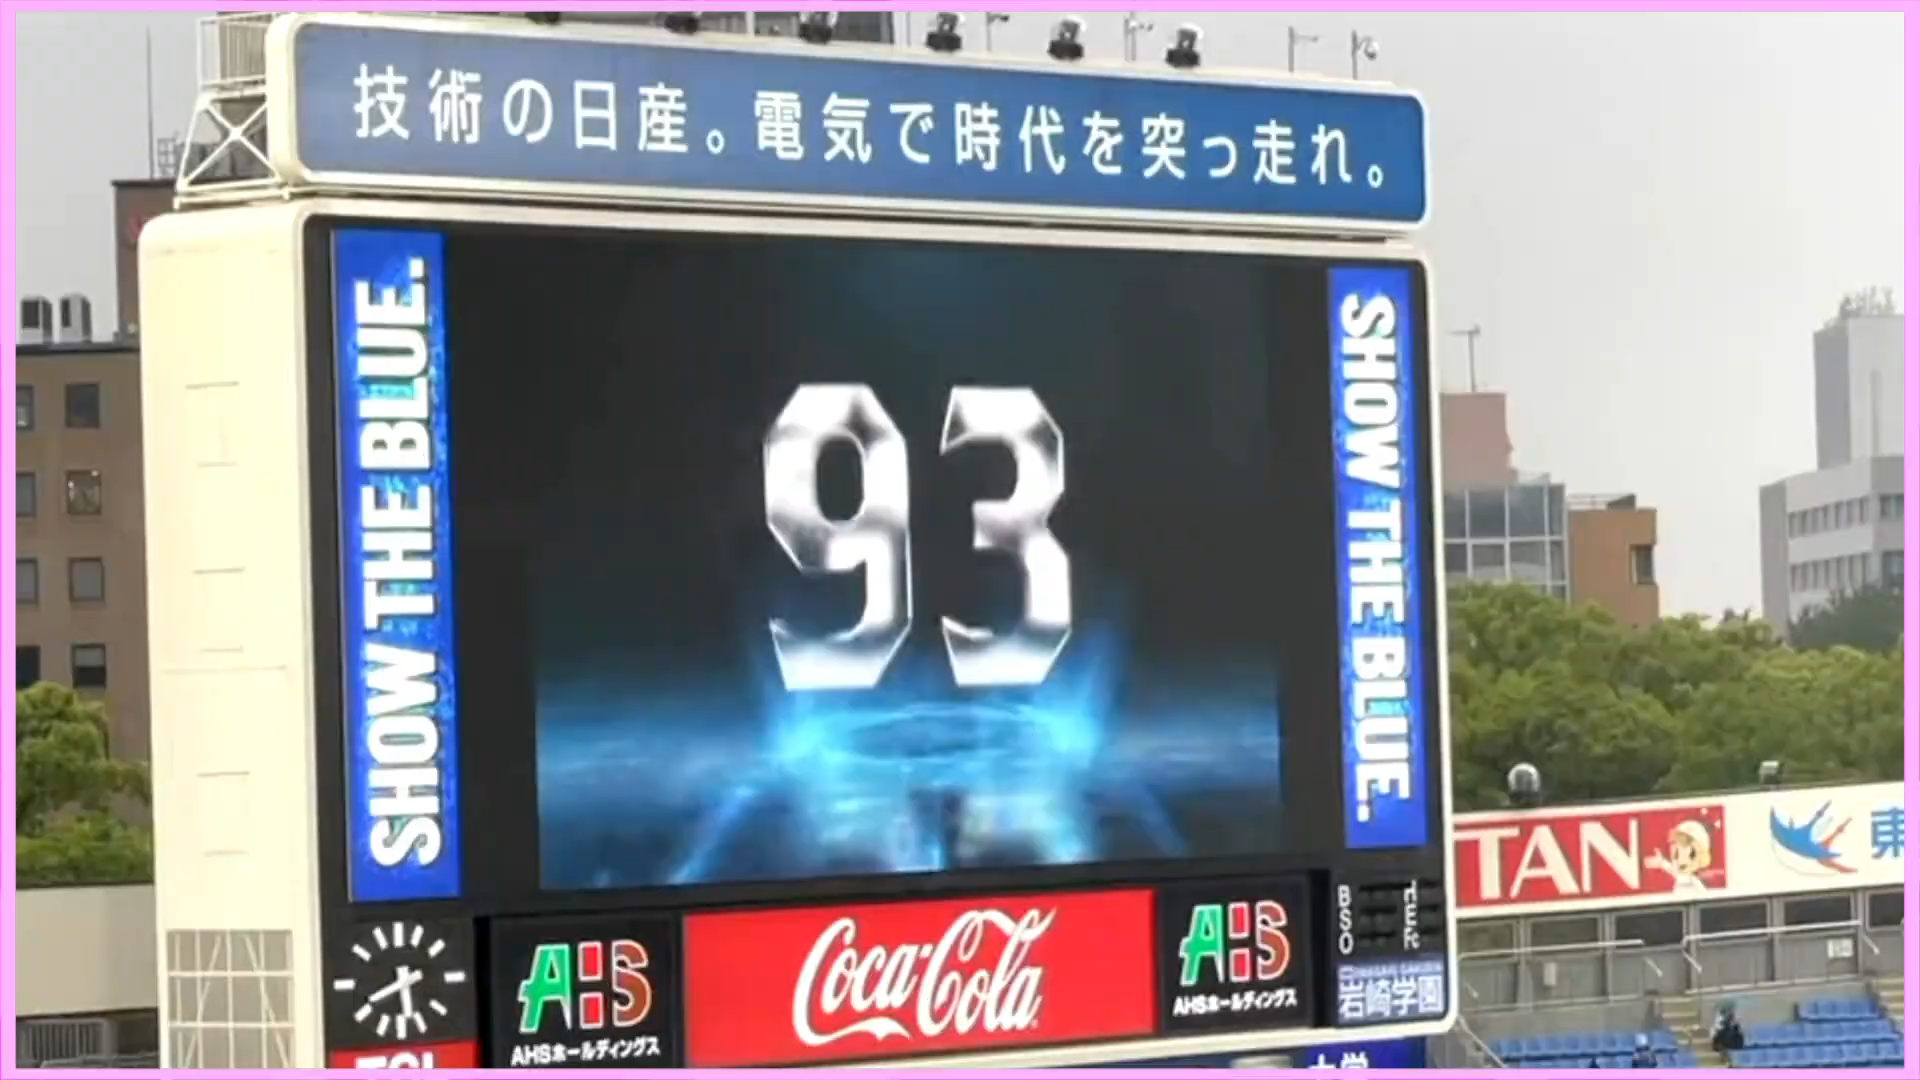 技術の日産。電気で時代を突っ走れ。
SHOW THE BLUE.
93
SHOW THE BLUE.
TAN
東
B
S
O
AHS
AHSホールディングス
Coca-Cola
AHS
AHSホールディングス
岩崎学園